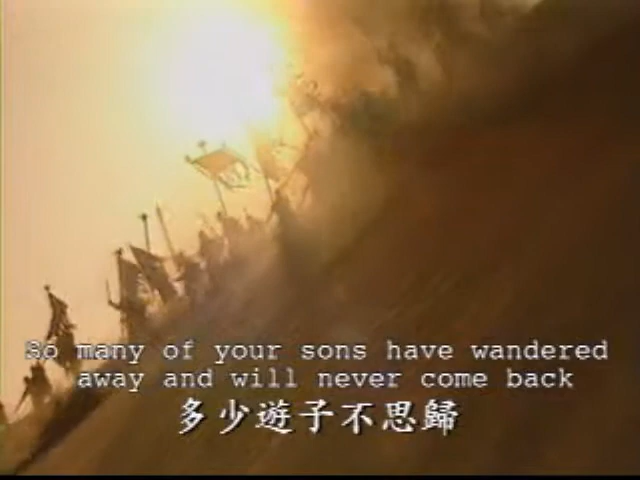 So many of your sons have wandered
away and will never come back
多少遊子不思歸